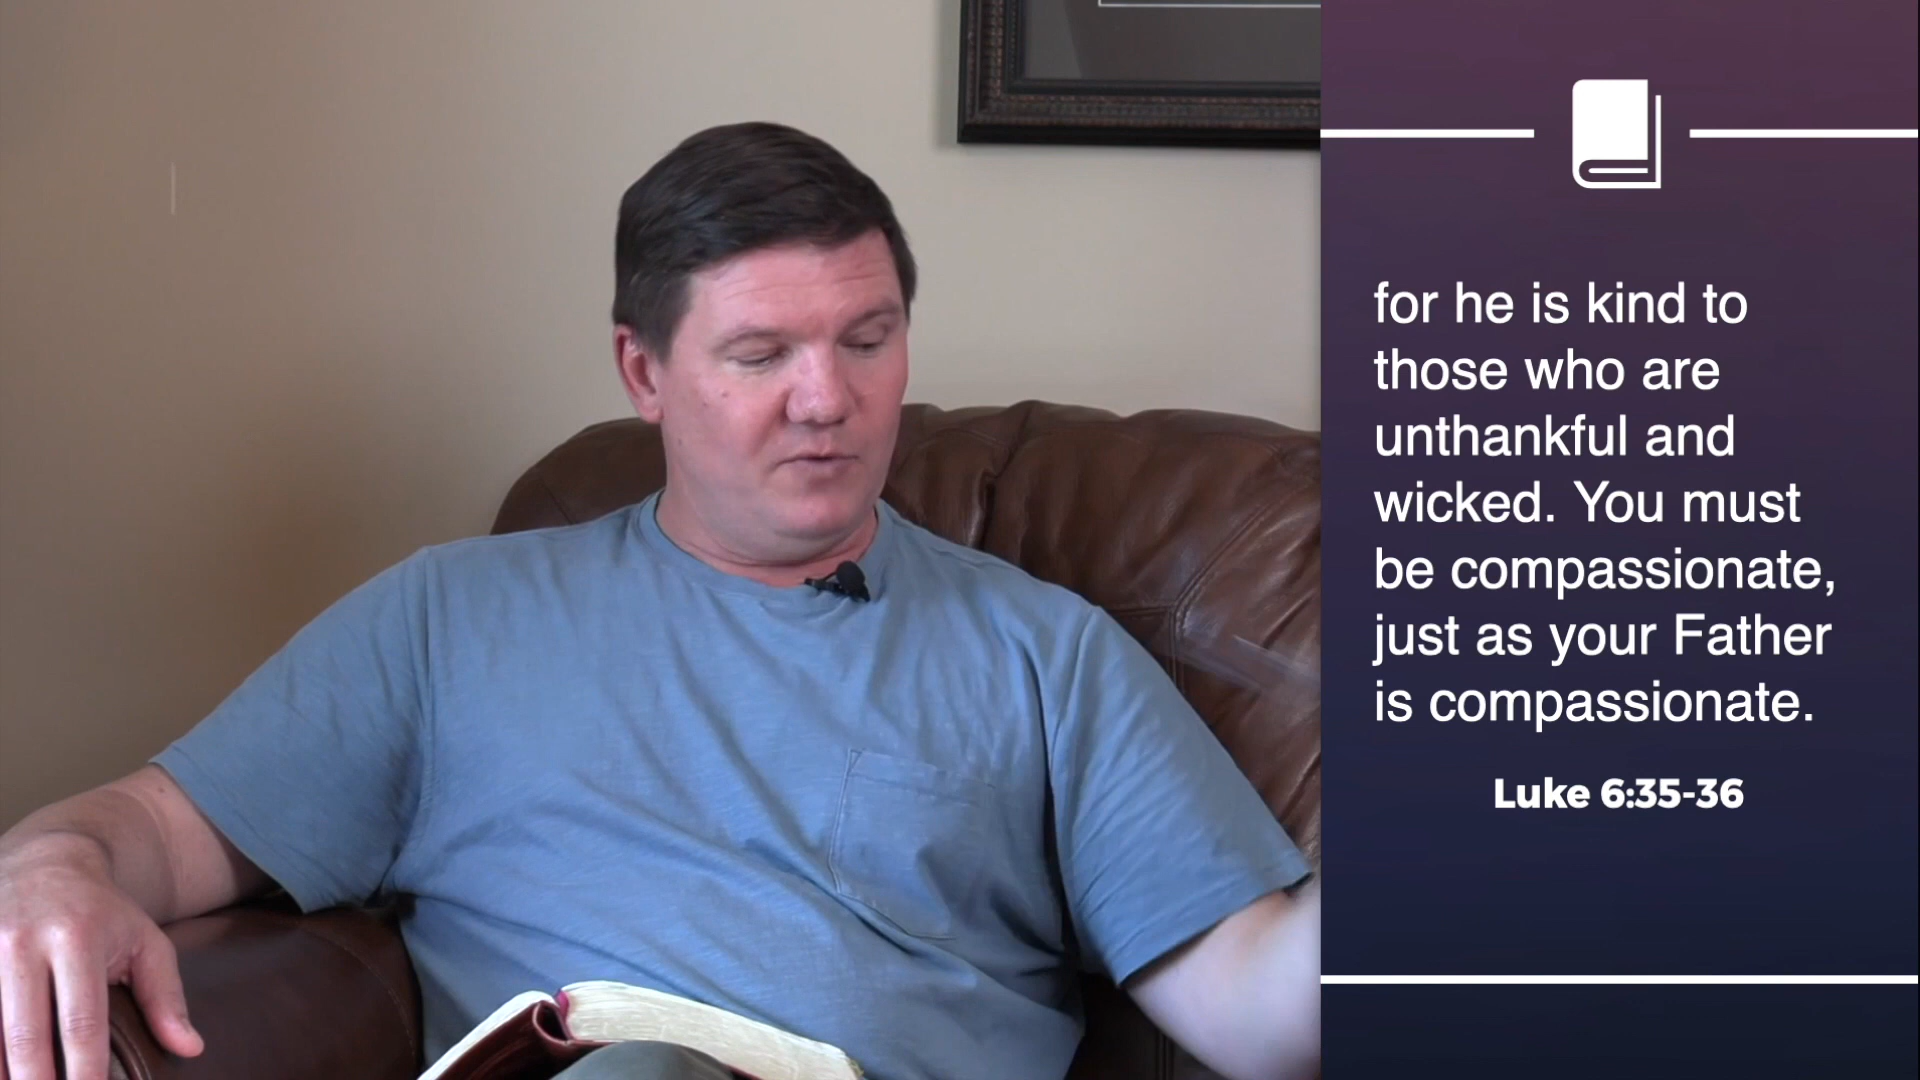 for he is kind to
those who are
unthankful and
wicked. You must
be compassionate,
just as your Father
is compassionate.
Luke 6:35-36